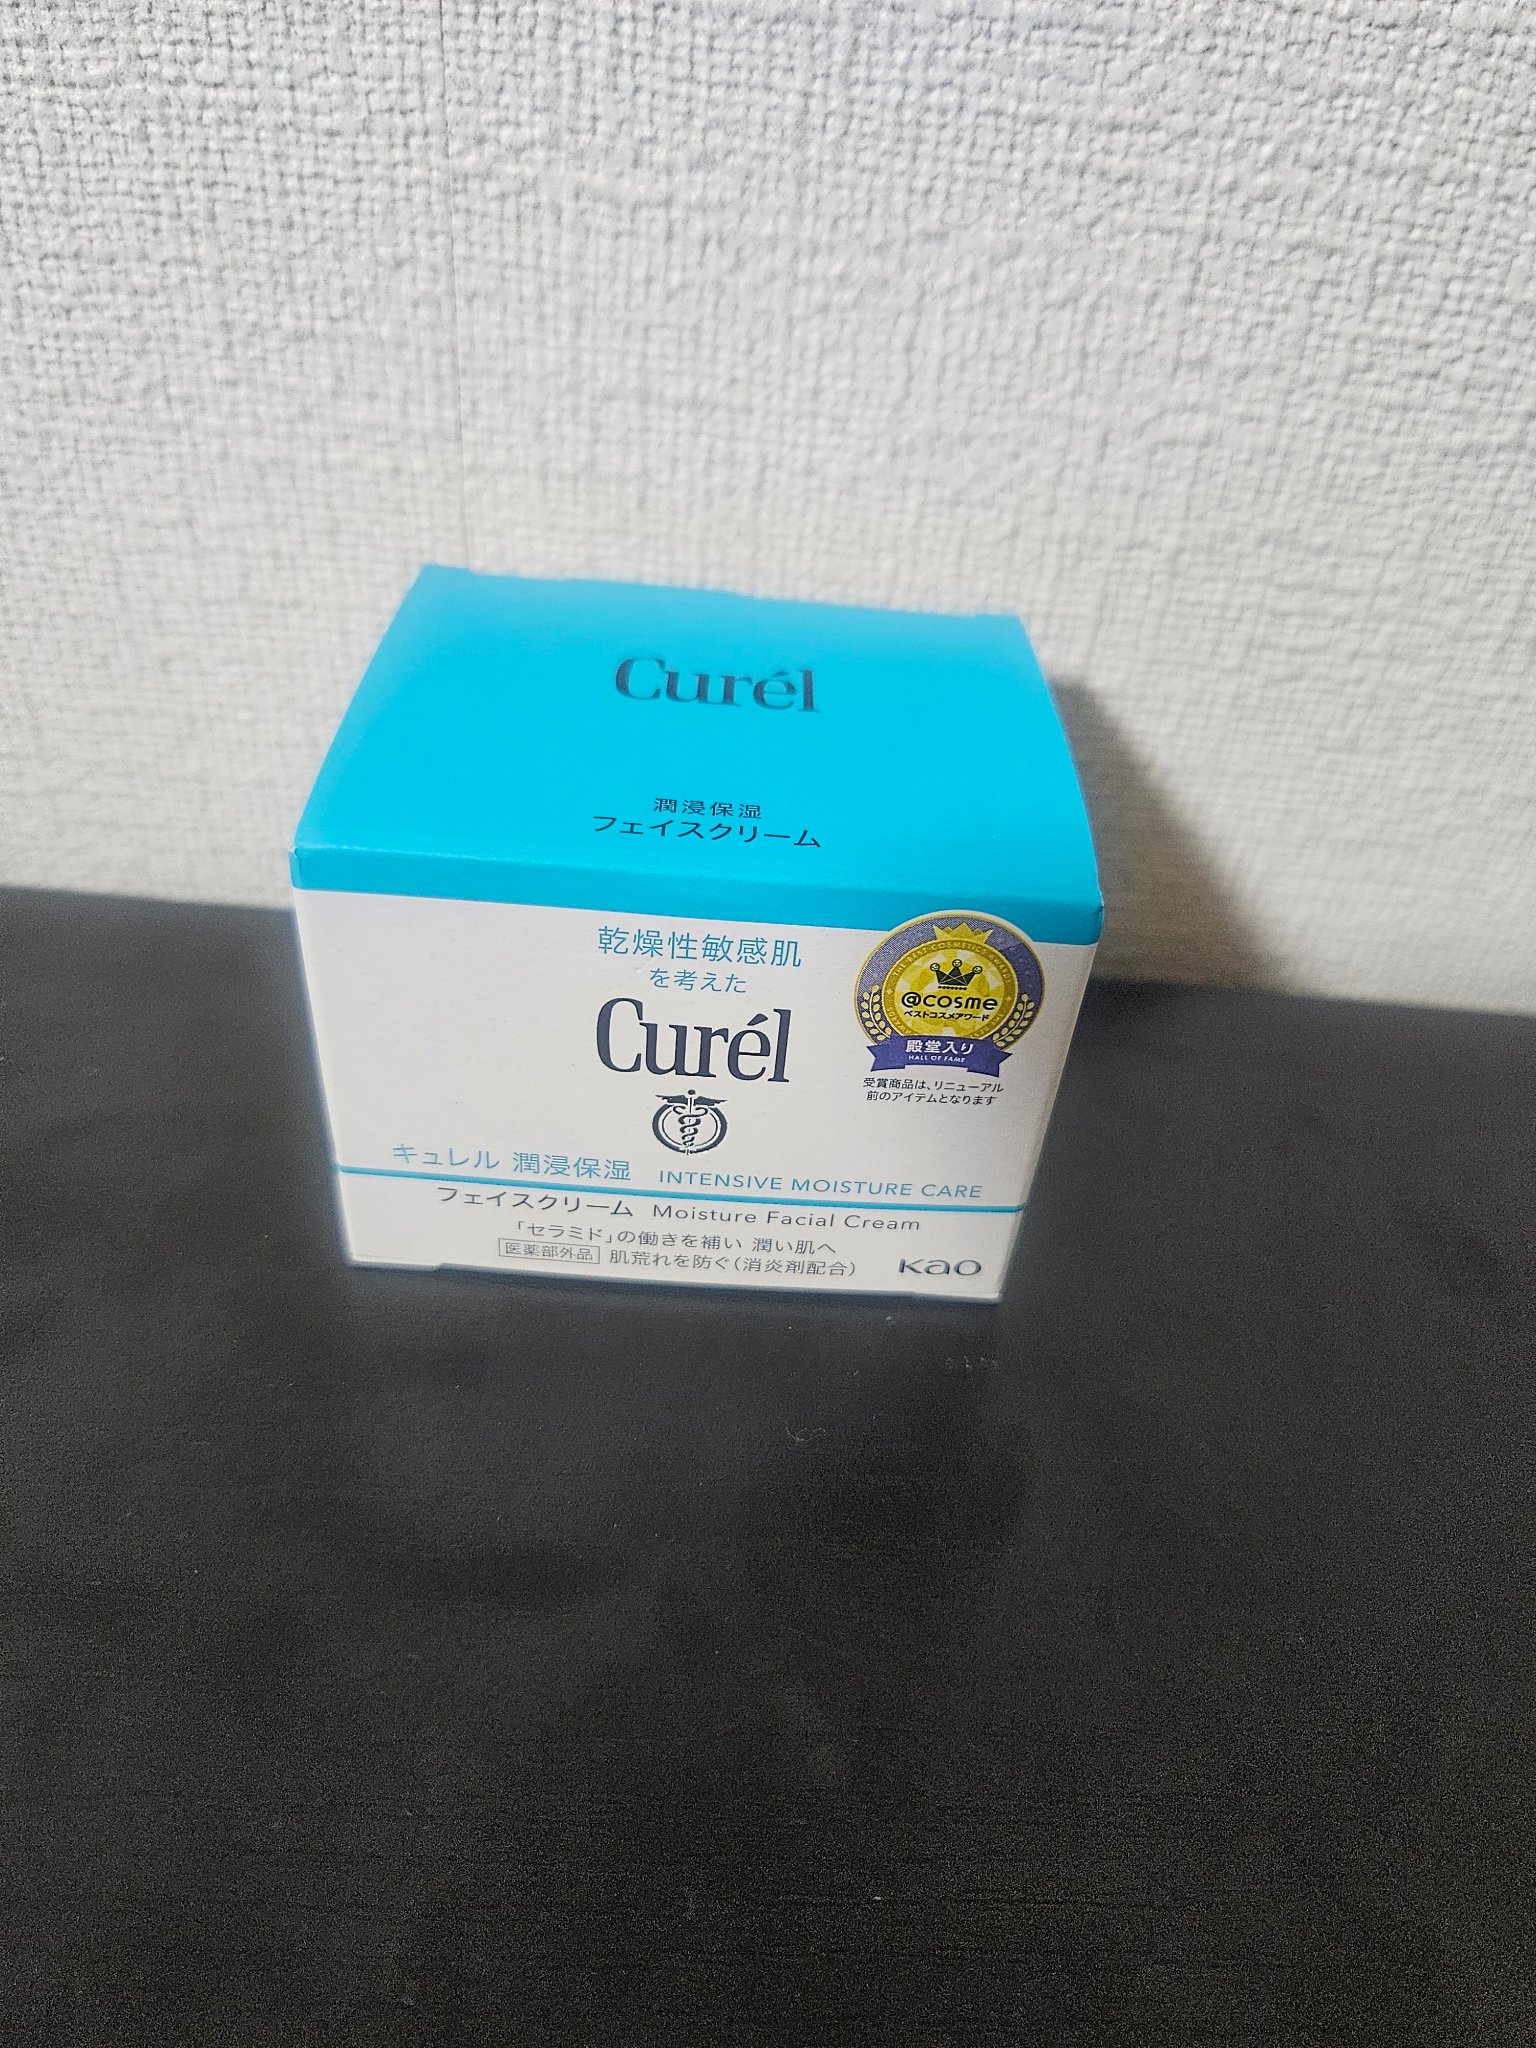 Curél
潤浸保湿
フェイスクリーム
乾燥性敏感肌
を考えた
Curél
@cosme
ベストコスメアワード
殿堂入り
HALL OF FAME
受賞商品は、リニューアル
前のアイテムとなります
キュレル 潤浸保湿 INTENSIVE MOISTURE CARE
フェイスクリーム Moisture Facial Cream
「セラミド」の働きを補い 潤い肌へ
医薬部外品 肌荒れを防ぐ(消炎剤配合)
Kao